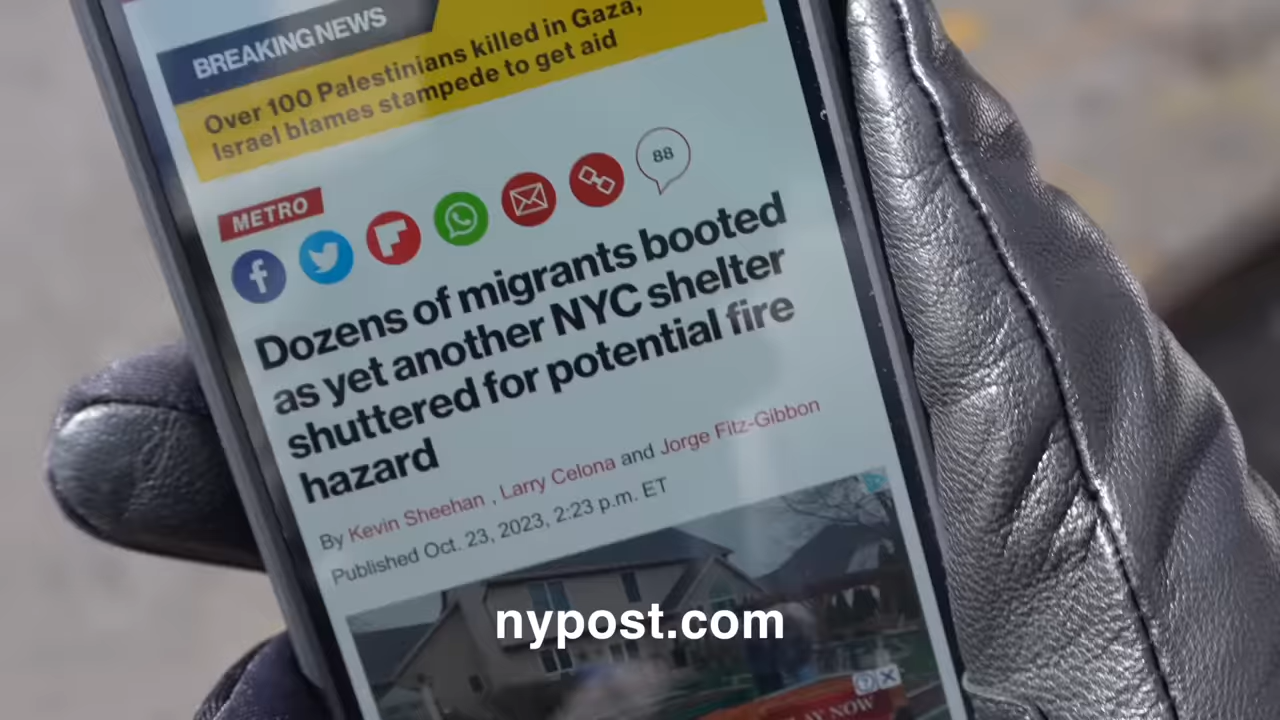 BREAKING NEWS
Over 100 Palestinians killed in Gaza,
Israel blames stampede to get aid
METRO
88
Dozens of migrants booted
as yet another NYC shelter
shuttered for potential fire
hazard
By Kevin Sheehan , Larry Celona and Jorge Fitz-Gibbon
Published Oct. 23, 2023, 2:23 p.m. ET
nypost.com
NOW